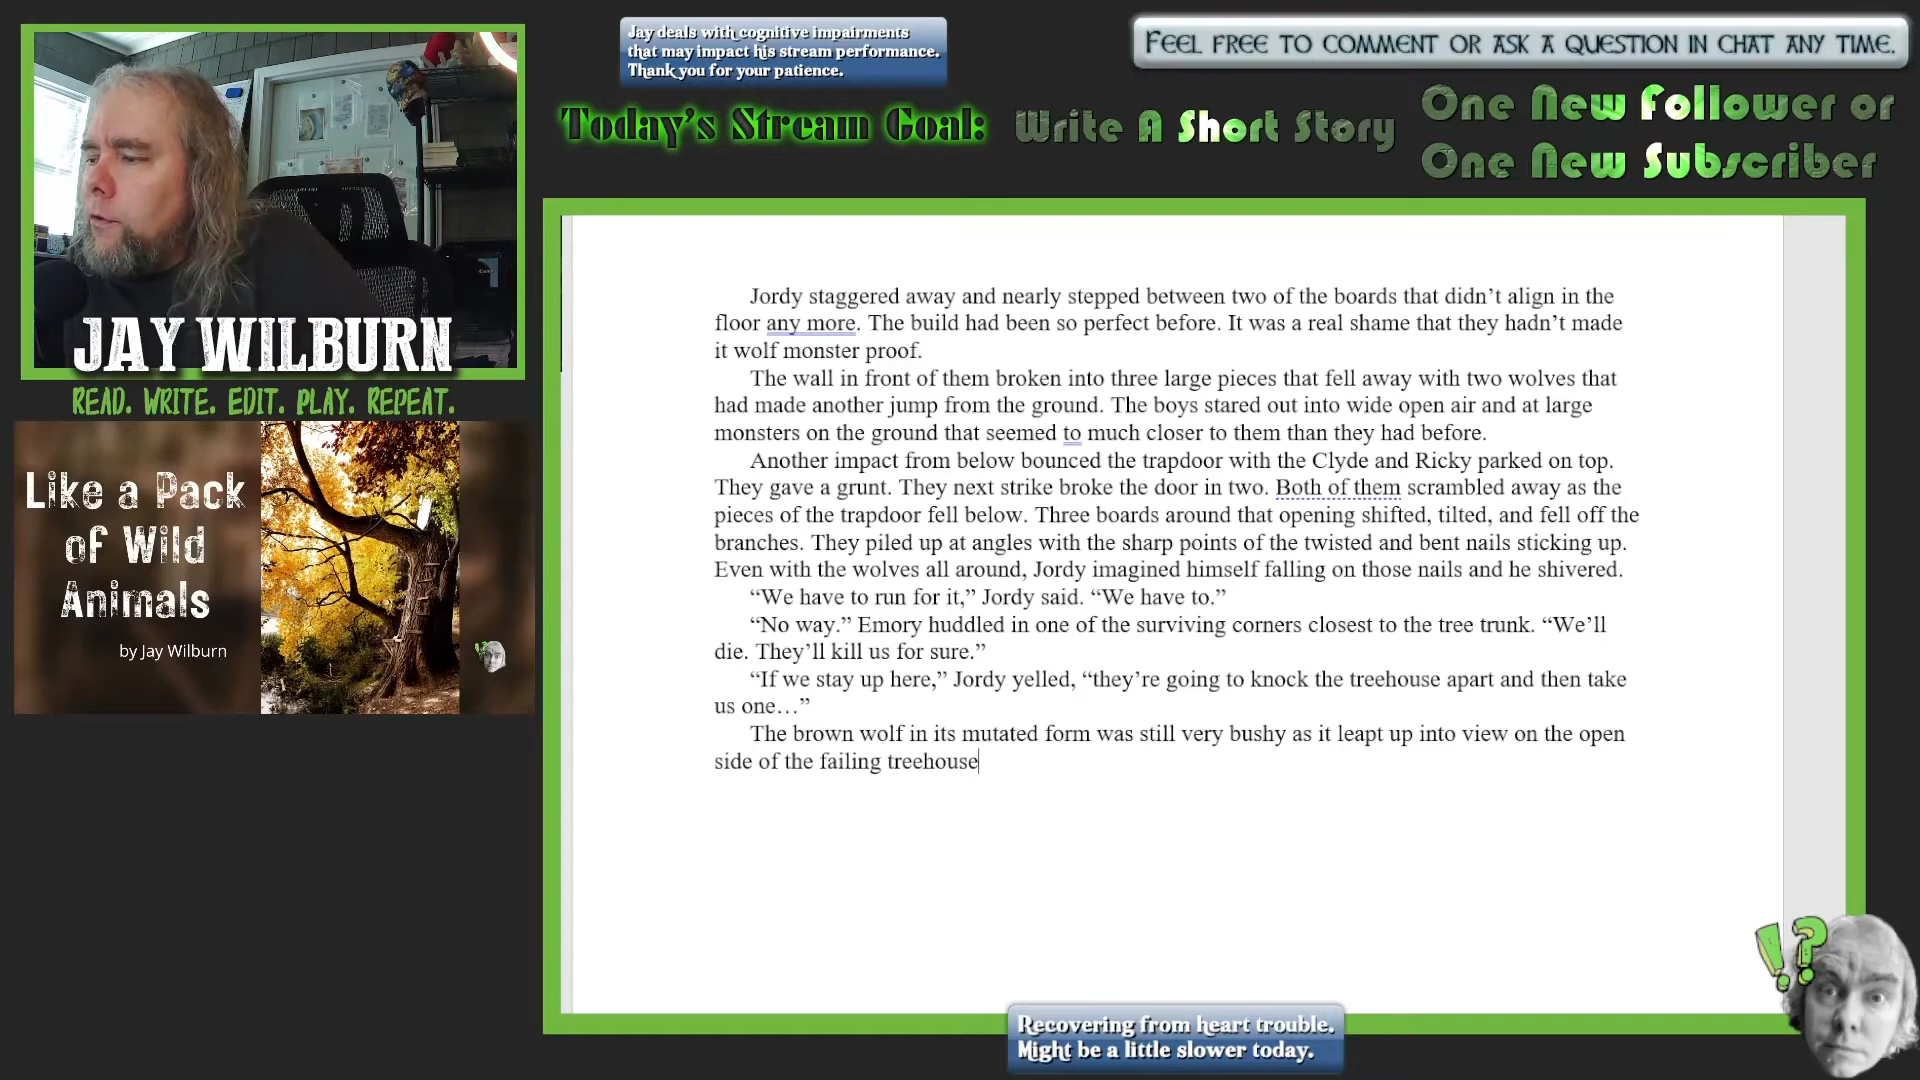 Jay deals with cognitive impairments
that may impact his stream performance.
Thank you for your patience.
FEEL FREE TO COMMENT OR ASK A QUESTION IN CHAT ANY TIME.
Today's Stream Goal:
Write A Short Story
One New Follower or
One New Subscriber
JAY WILBURN
READ. WRITE. EDIT. PLAY. REPEAT.
Like a Pack
of Wild
Animals
by Jay Wilburn
Jordy staggered away and nearly stepped between two of the boards that didn’t align in the
floor any more. The build had been so perfect before. It was a real shame that they hadn’t made
it wolf monster proof.
The wall in front of them broken into three large pieces that fell away with two wolves that
had made another jump from the ground. The boys stared out into wide open air and at large
monsters on the ground that seemed to much closer to them than they had before.
Another impact from below bounced the trapdoor with the Clyde and Ricky parked on top.
They gave a grunt. They next strike broke the door in two. Both of them scrambled away as the
pieces of the trapdoor fell below. Three boards around that opening shifted, tilted, and fell off the
branches. They piled up at angles with the sharp points of the twisted and bent nails sticking up.
Even with the wolves all around, Jordy imagined himself falling on those nails and he shivered.
“We have to run for it,” Jordy said. “We have to.”
“No way.” Emory huddled in one of the surviving corners closest to the tree trunk. “We’ll
die. They’ll kill us for sure.”
“If we stay up here,” Jordy yelled, “they’re going to knock the treehouse apart and then take
us one…”
The brown wolf in its mutated form was still very bushy as it leapt up into view on the open
side of the failing treehouse
!?
Recovering from heart trouble.
Might be a little slower today.